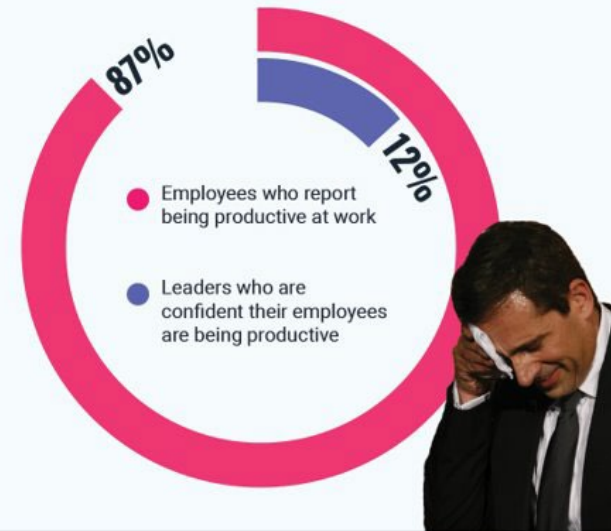 87%
12%
Employees who report
being productive at work
Leaders who are
confident their employees
are being productive